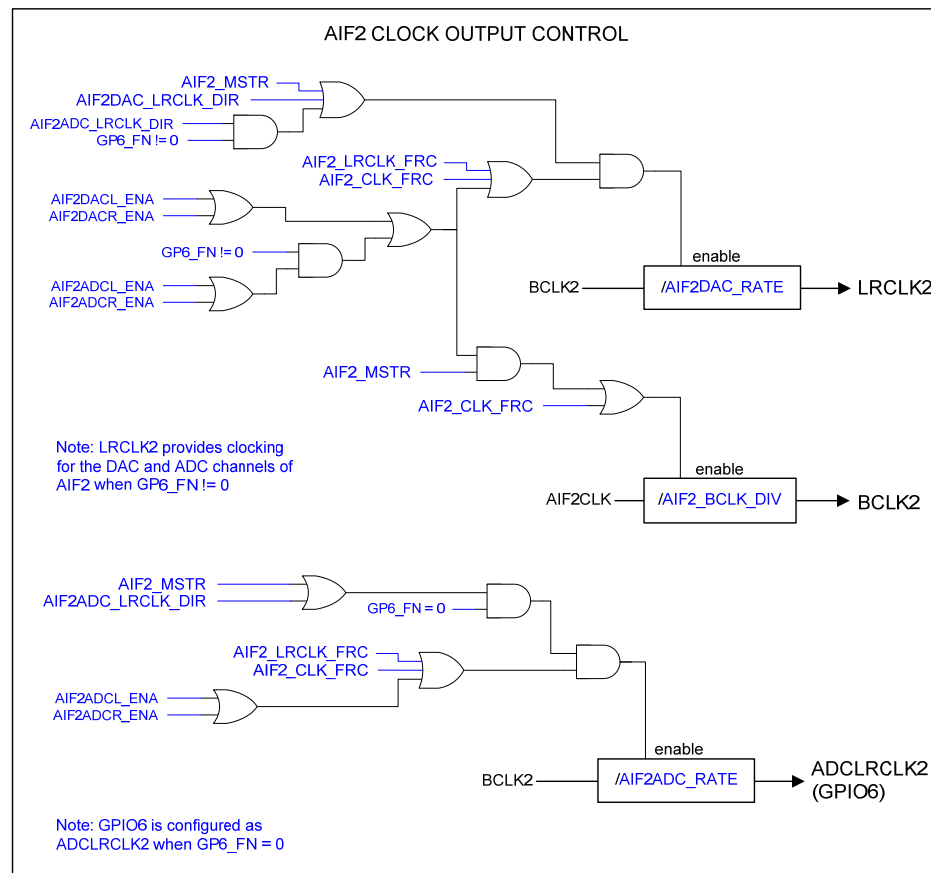 AIF2 CLOCK OUTPUT CONTROL
AIF2_MSTR
AIF2DAC_LRCLK_DIR
AIF2ADC_LRCLK_DIR
GP6_FN != 0
AIF2_LRCLK_FRC
AIF2_CLK_FRC
AIF2DACL_ENA
AIF2DACR_ENA
GP6_FN != 0
AIF2ADCL_ENA
AIF2ADCR_ENA
enable
BCLK2
/AIF2DAC_RATE
LRCLK2
AIF2_MSTR
AIF2_CLK_FRC
Note: LRCLK2 provides clocking
for the DAC and ADC channels of
AIF2 when GP6_FN != 0
enable
AIF2CLK
/AIF2_BCLK_DIV
BCLK2
AIF2_MSTR
AIF2ADC_LRCLK_DIR
GP6_FN = 0
AIF2_LRCLK_FRC
AIF2_CLK_FRC
AIF2ADCL_ENA
AIF2ADCR_ENA
enable
BCLK2
/AIF2ADC_RATE
ADCLRCLK2
(GPIO6)
Note: GPIO6 is configured as
ADCLRCLK2 when GP6_FN = 0